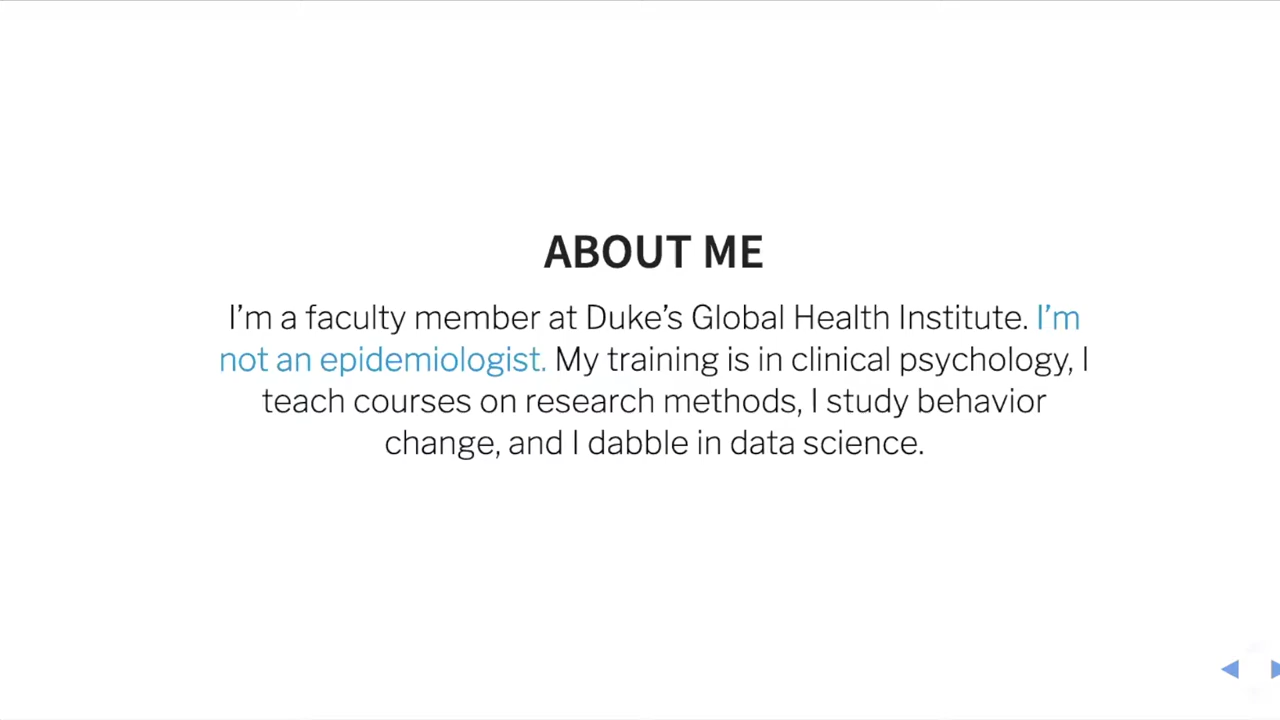 ABOUT ME
I’m a faculty member at Duke’s Global Health Institute. I’m
not an epidemiologist. My training is in clinical psychology, I
teach courses on research methods, I study behavior
change, and I dabble in data science.